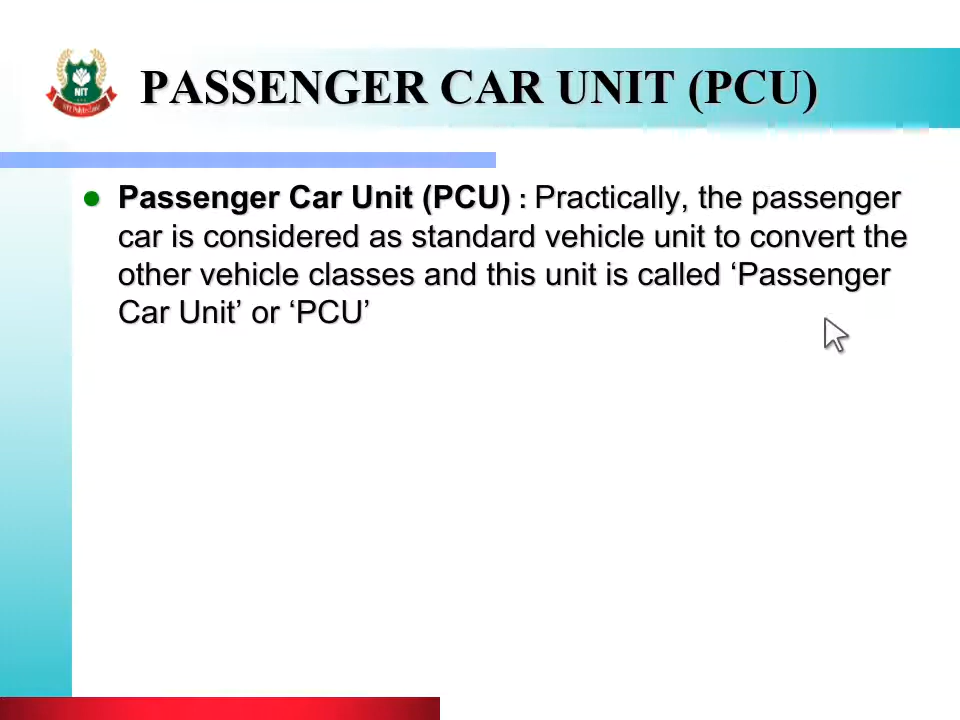 PASSENGER CAR UNIT (PCU)
NIT
Passenger Car Unit (PCU) : Practically, the passenger
car is considered as standard vehicle unit to convert the
other vehicle classes and this unit is called ‘Passenger
Car Unit’ or ‘PCU’